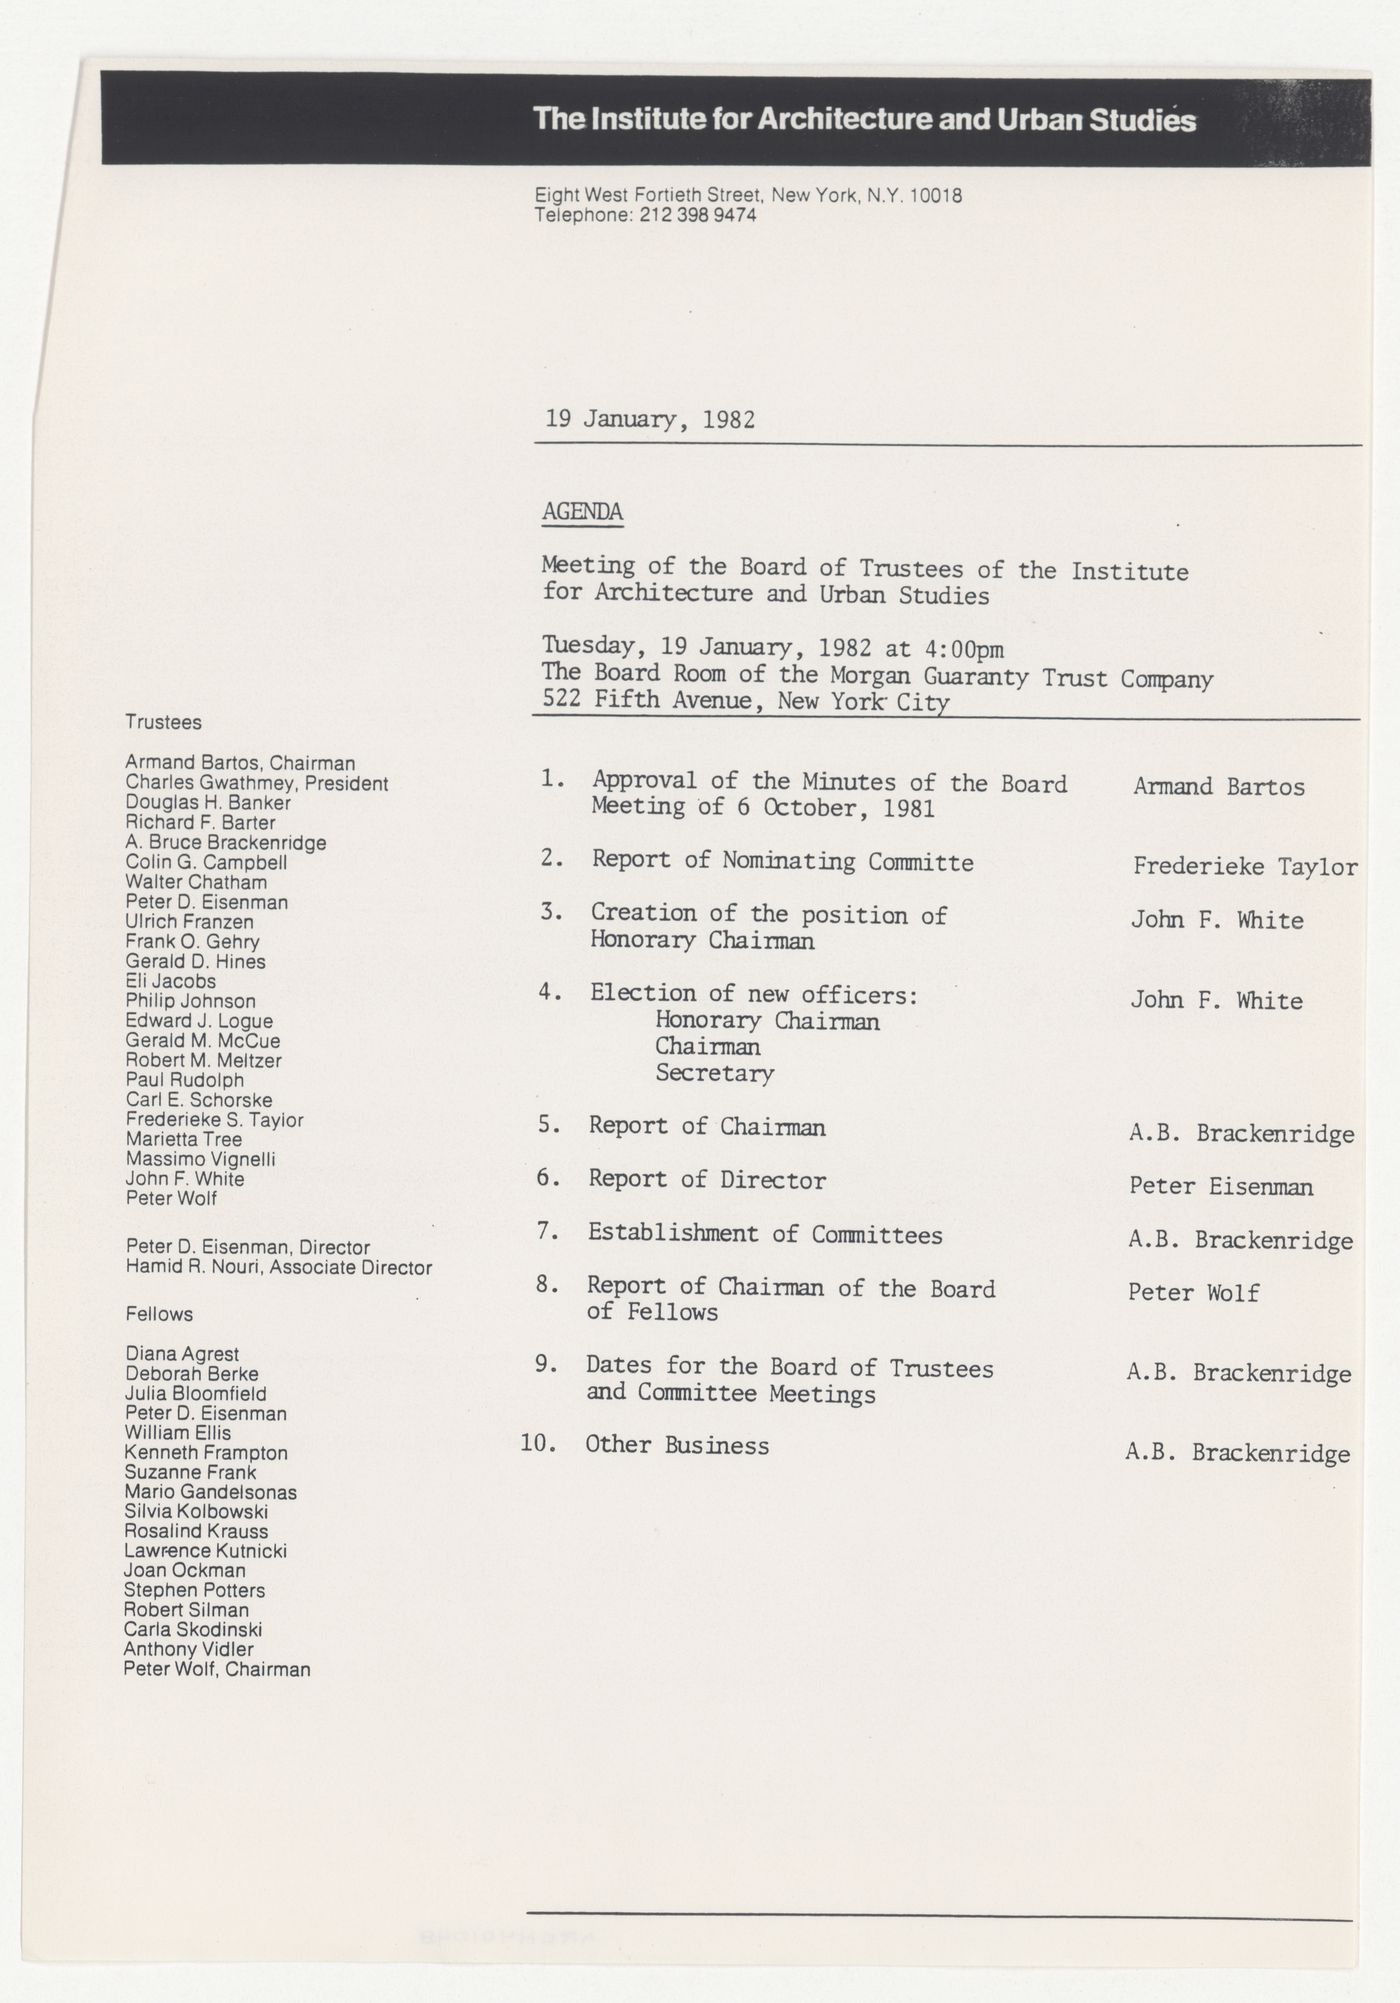 The Institute for Architecture and Urban Studies
Eight West Fortieth Street, New York, N.Y. 10018
Telephone: 212 398 9474
19 January, 1982
AGENDA
Meeting of the Board of Trustees of the Institute
for Architecture and Urban Studies
Tuesday, 19 January, 1982 at 4:00pm
The Board Room of the Morgan Guaranty Trust Company
522 Fifth Avenue, New York City
Trustees
Armand Bartos, Chairman
Charles Gwathmey, President
Douglas H. Banker
Richard F. Barter
A. Bruce Brackenridge
Colin G. Campbell
Walter Chatham
Peter D. Eisenman
Ulrich Franzen
Frank O. Gehry
Gerald D. Hines
Eli Jacobs
Philip Johnson
Edward J. Logue
Gerald M. McCue
Robert M. Meltzer
Paul Rudolph
Carl E. Schorske
Frederieke S. Taylor
Marietta Tree
Massimo Vignelli
John F. White
Peter Wolf
Peter D. Eisenman, Director
Hamid R. Nouri, Associate Director
Fellows
Diana Agrest
Deborah Berke
Julia Bloomfield
Peter D. Eisenman
William Ellis
Kenneth Frampton
Suzanne Frank
Mario Gandelsonas
Silvia Kolbowski
Rosalind Krauss
Lawrence Kutnicki
Joan Ockman
Stephen Potters
Robert Silman
Carla Skodinski
Anthony Vidler
Peter Wolf, Chairman
1. Approval of the Minutes of the Board Armand Bartos
Meeting of 6 October, 1981
2. Report of Nominating Committe Frederieke Taylor
3. Creation of the position of John F. White
Honorary Chairman
4. Election of new officers: John F. White
Honorary Chairman
Chairman
Secretary
5. Report of Chairman A.B. Brackenridge
6. Report of Director Peter Eisenman
7. Establishment of Committees A.B. Brackenridge
8. Report of Chairman of the Board Peter Wolf
of Fellows
9. Dates for the Board of Trustees A.B. Brackenridge
and Committee Meetings
10. Other Business A.B. Brackenridge